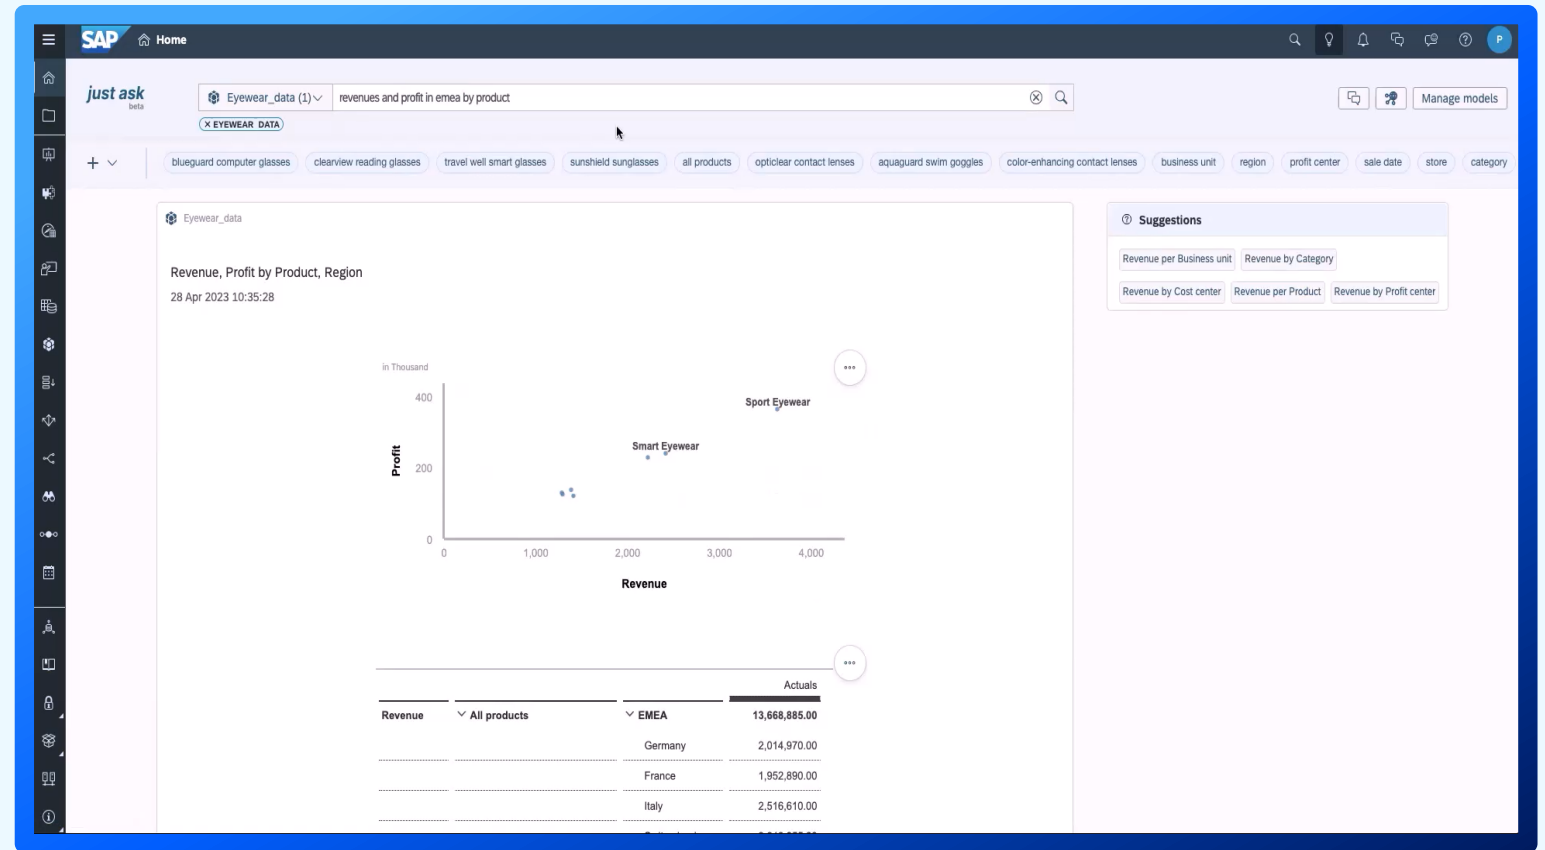 SAP Home P
just ask
beta
Eyewear_data (1) revenues and profit in emea by product Manage models
EYEWEAR DATA
blueguard computer glasses clearview reading glasses travel well smart glasses sunshield sunglasses all products opticlear contact lenses aquaguard swim goggles color-enhancing contact lenses business unit region profit center sale date store category
Eyewear_data
Revenue, Profit by Product, Region
28 Apr 2023 10:35:28
Suggestions
Revenue per Business unit Revenue by Category
Revenue by Cost center Revenue per Product Revenue by Profit center
in Thousand
400
Sport Eyewear
Smart Eyewear
Profit
200
0
0 1,000 2,000 3,000 4,000
Revenue
Actuals
Revenue All products EMEA 13,668,885.00
Germany 2,014,970.00
France 1,952,890.00
Italy 2,516,610.00